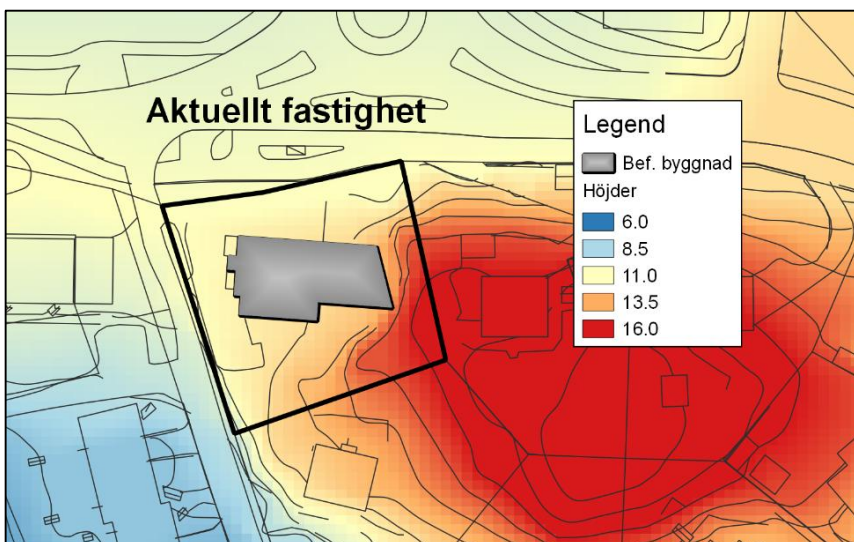 Aktuellt fastighet
Legend
Bef. byggnad
Höjder
6.0
8.5
11.0
13.5
16.0